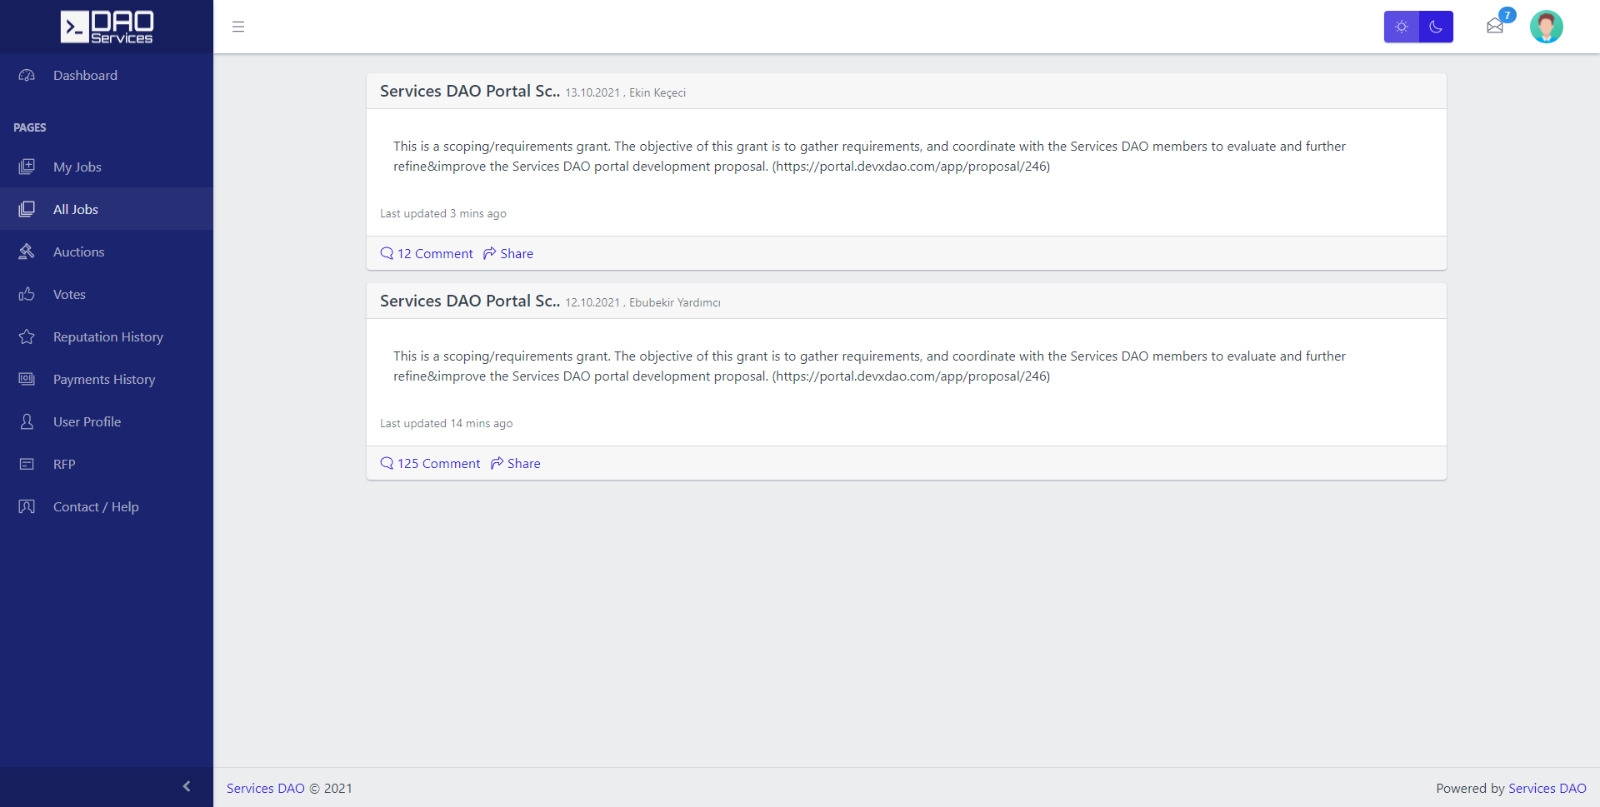 DAO
Services
7
Dashboard
PAGES
My Jobs
All Jobs
Auctions
Votes
Reputation History
Payments History
User Profile
RFP
Contact / Help
Services DAO Portal Sc.. 13.10.2021 , Ekin Keçeci
This is a scoping/requirements grant. The objective of this grant is to gather requirements, and coordinate with the Services DAO members to evaluate and further
refine&improve the Services DAO portal development proposal. (https://portal.devxdao.com/app/proposal/246)
Last updated 3 mins ago
12 Comment Share
Services DAO Portal Sc.. 12.10.2021 , Ebubekir Yardımcı
This is a scoping/requirements grant. The objective of this grant is to gather requirements, and coordinate with the Services DAO members to evaluate and further
refine&improve the Services DAO portal development proposal. (https://portal.devxdao.com/app/proposal/246)
Last updated 14 mins ago
125 Comment Share
Services DAO © 2021
Powered by Services DAO